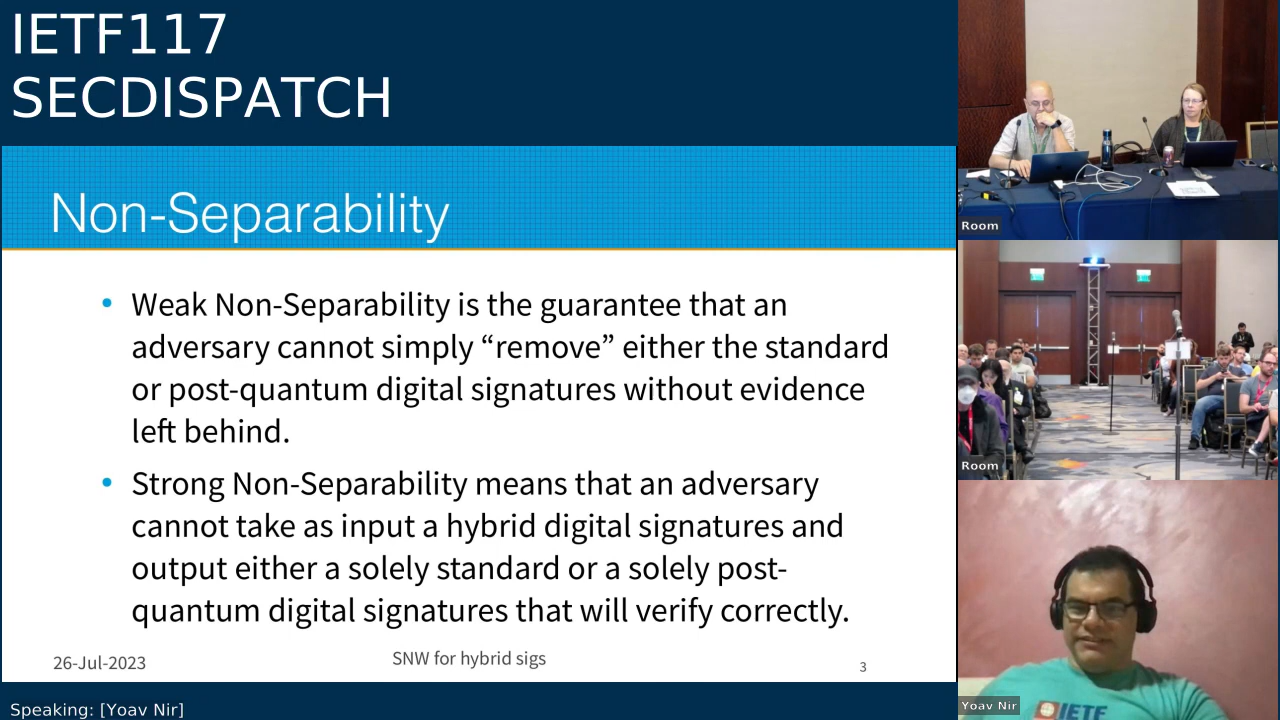 IETF117
SECDISPATCH
Non-Separability
• Weak Non-Separability is the guarantee that an
adversary cannot simply “remove” either the standard
or post-quantum digital signatures without evidence
left behind.
• Strong Non-Separability means that an adversary
cannot take as input a hybrid digital signatures and
output either a solely standard or a solely post-
quantum digital signatures that will verify correctly.
26-Jul-2023
SNW for hybrid sigs
3
Speaking: [Yoav Nir]
Room
Room
Yoav Nir
IETF